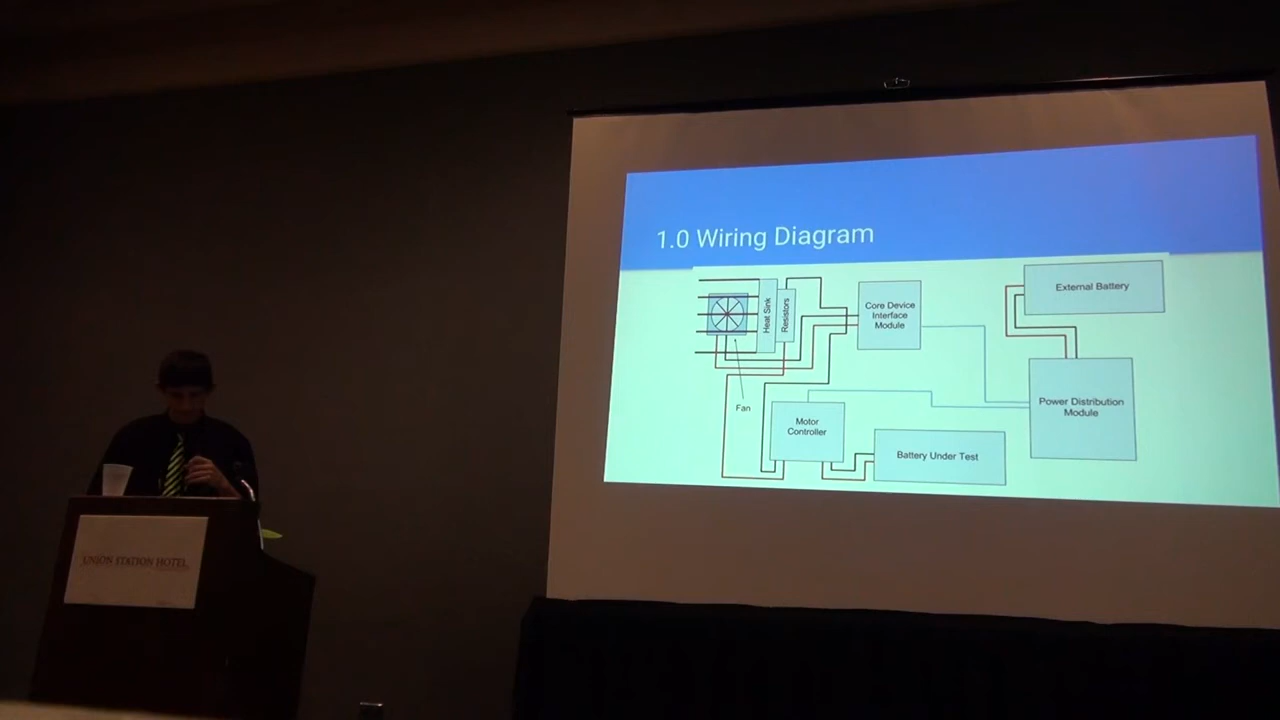 1.0 Wiring Diagram
Heat Sink
Resistors
Core Device
Interface
Module
External Battery
Fan
Motor
Controller
Battery Under Test
Power Distribution
Module
UNION STATION HOTEL